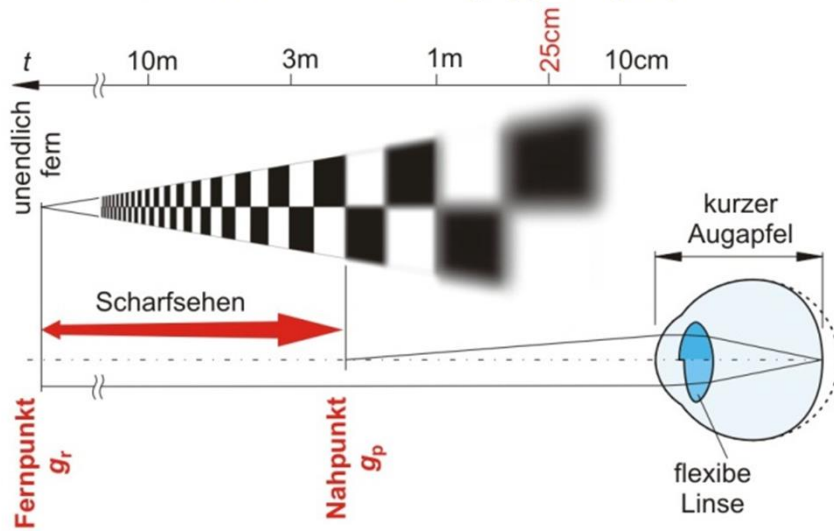 t
10m
3m
1m
25cm
10cm
unendlich
fern
kurzer
Augapfel
Scharfsehen
Fernpunkt
gr
Nahpunkt
gp
flexibe
Linse